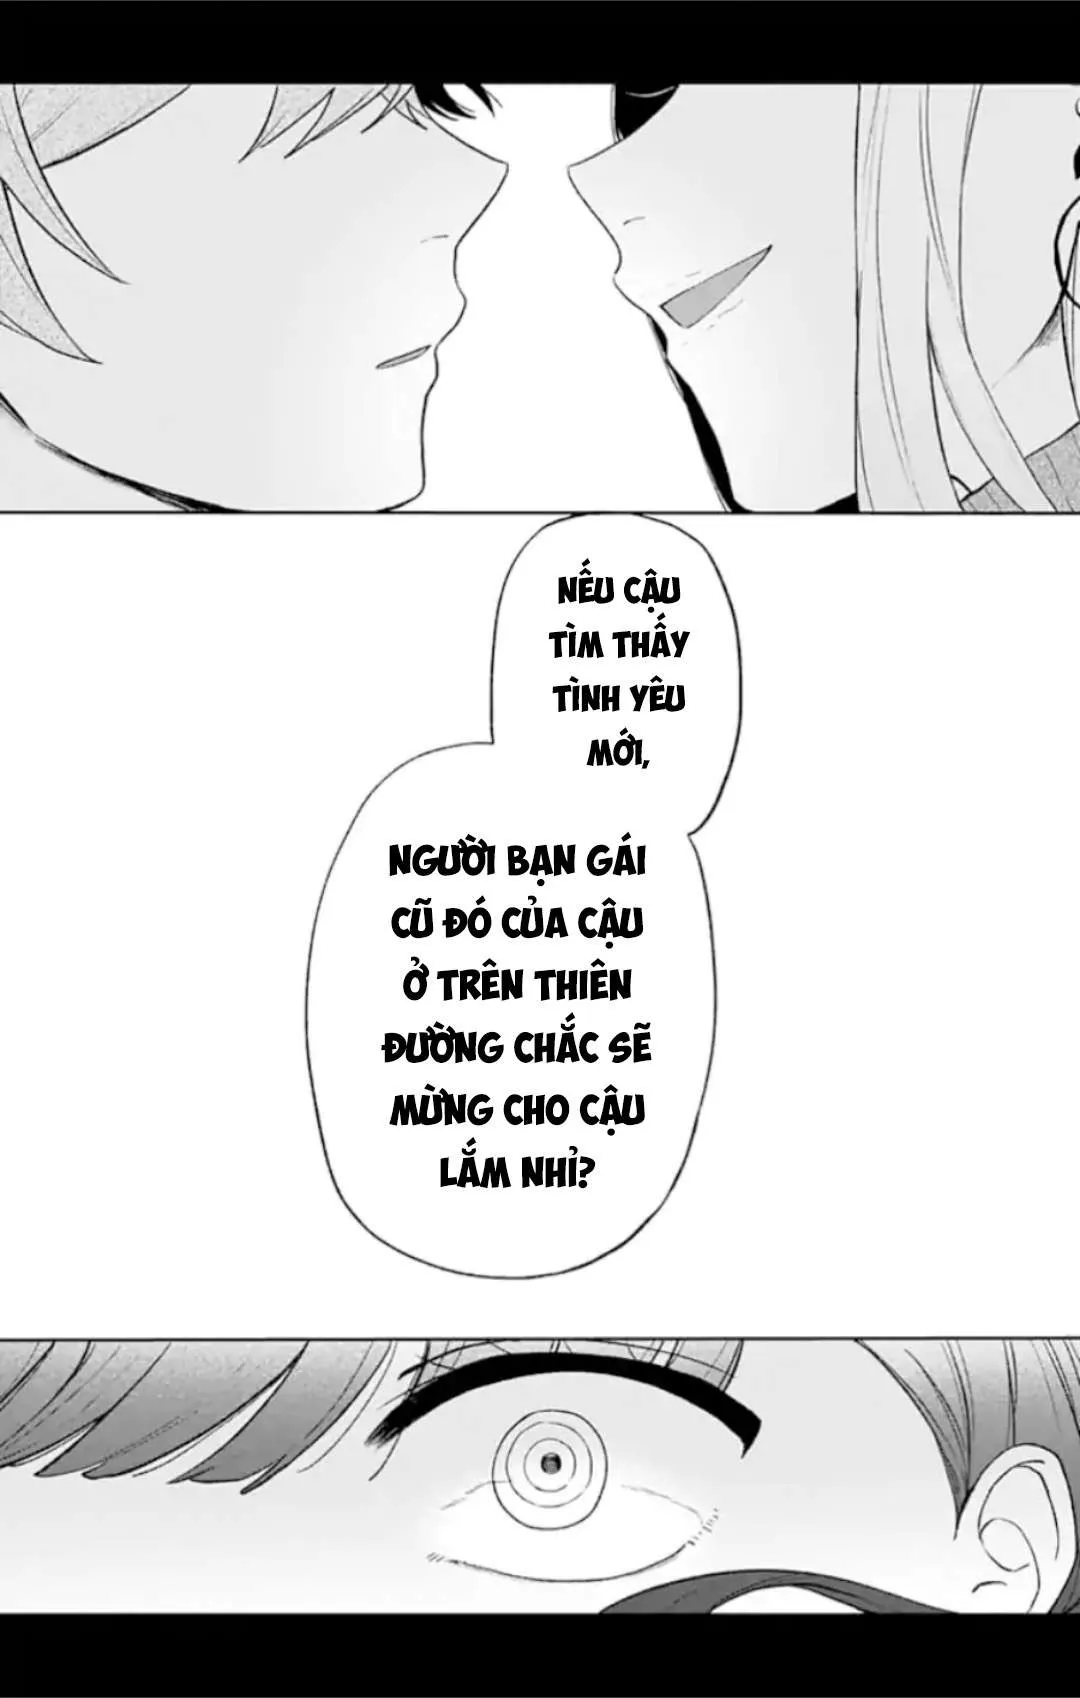 NẾU CẬU
TÌM THẤY
TÌNH YÊU
MỚI,
NGƯỜI BẠN GÁI
CŨ ĐÓ CỦA CẬU
Ở TRÊN THIÊN
ĐƯỜNG CHẮC SẼ
MỪNG CHO CẬU
LẮM NHỈ?